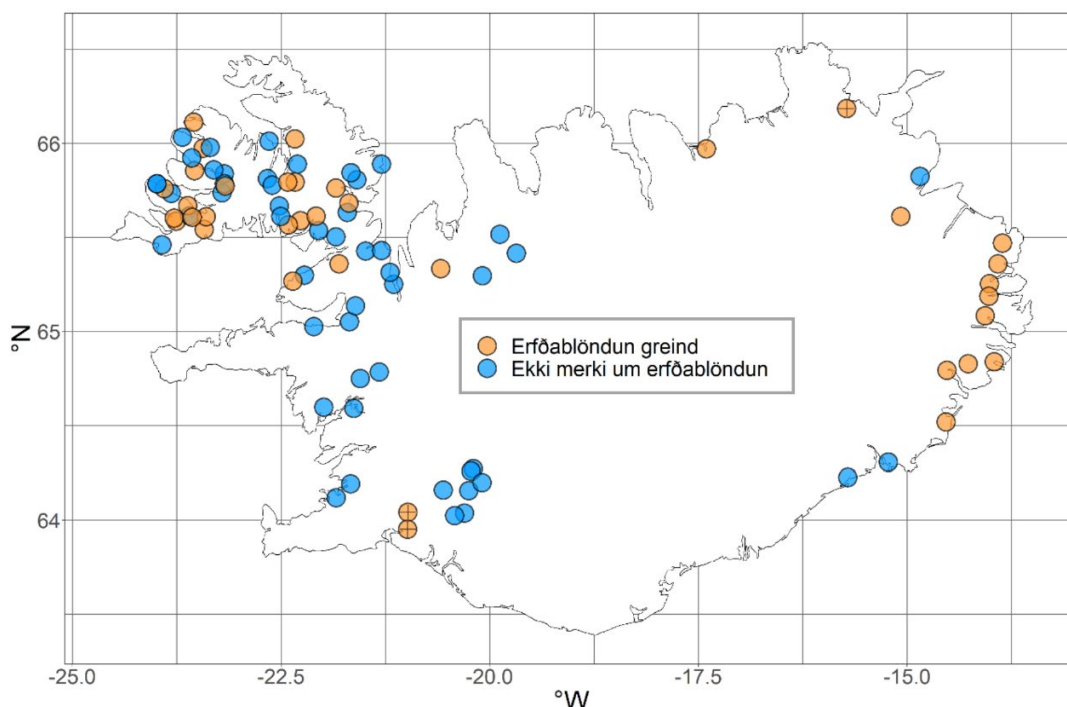 66
65
64
°N
Erfðablöndun greind
Ekki merki um erfðablöndun
-25.0 -22.5 -20.0 -17.5 -15.0
°W